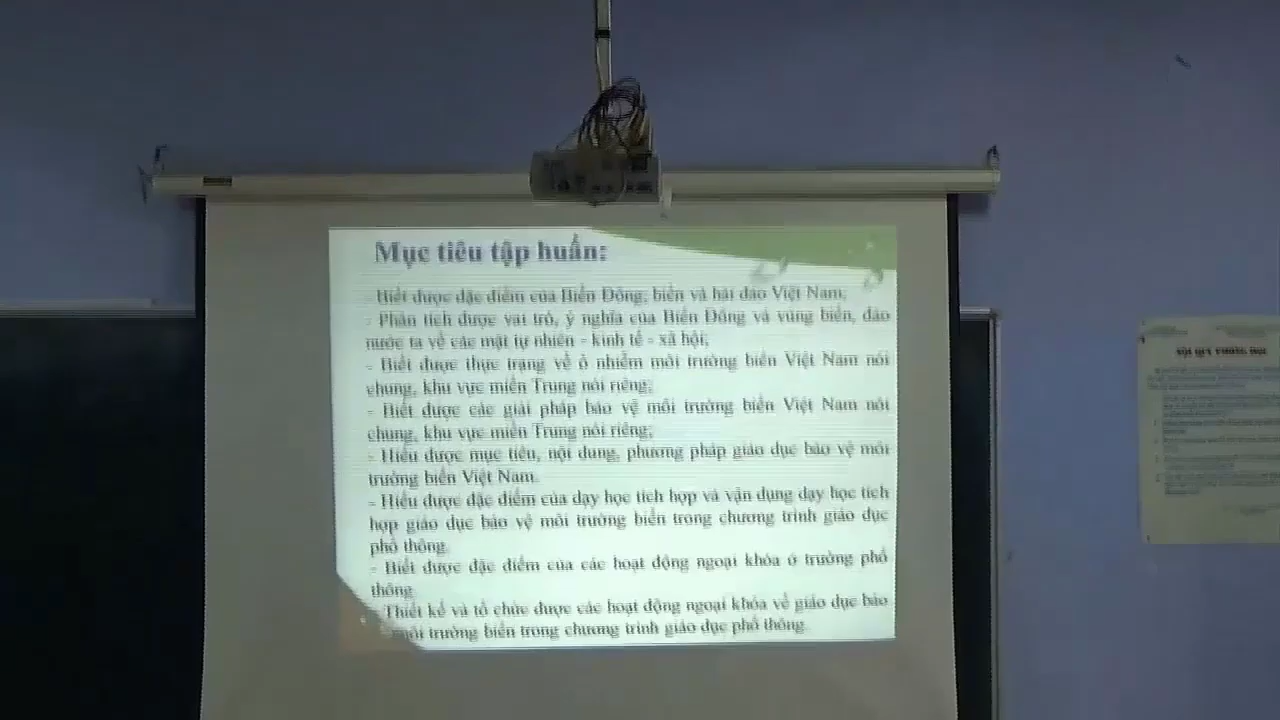 Mục tiêu tập huấn:
- Biết được đặc điểm của Biển Đông, biển và hải đảo Việt Nam;
- Phân tích được vai trò, ý nghĩa của Biển Đông và vùng biển, đảo
nước ta về các mặt tự nhiên - kinh tế - xã hội;
- Biết được thực trạng về ô nhiễm môi trường biển Việt Nam nói
chung, khu vực miền Trung nói riêng;
- Biết được các giải pháp bảo vệ môi trường biển Việt Nam nói
chung, khu vực miền Trung nói riêng;
- Hiểu được mục tiêu, nội dung, phương pháp giáo dục bảo vệ môi
trường biển Việt Nam.
- Hiểu được đặc điểm của dạy học tích hợp và vận dụng dạy học tích
hợp giáo dục bảo vệ môi trường biển trong chương trình giáo dục
phổ thông.
- Biết được đặc điểm của các hoạt động ngoại khóa ở trường phổ
thông
- Thiết kế và tổ chức được các hoạt động ngoại khóa về giáo dục bảo
môi trường biển trong chương trình giáo dục phổ thông.
NỘI QUY PHÒNG HỌC